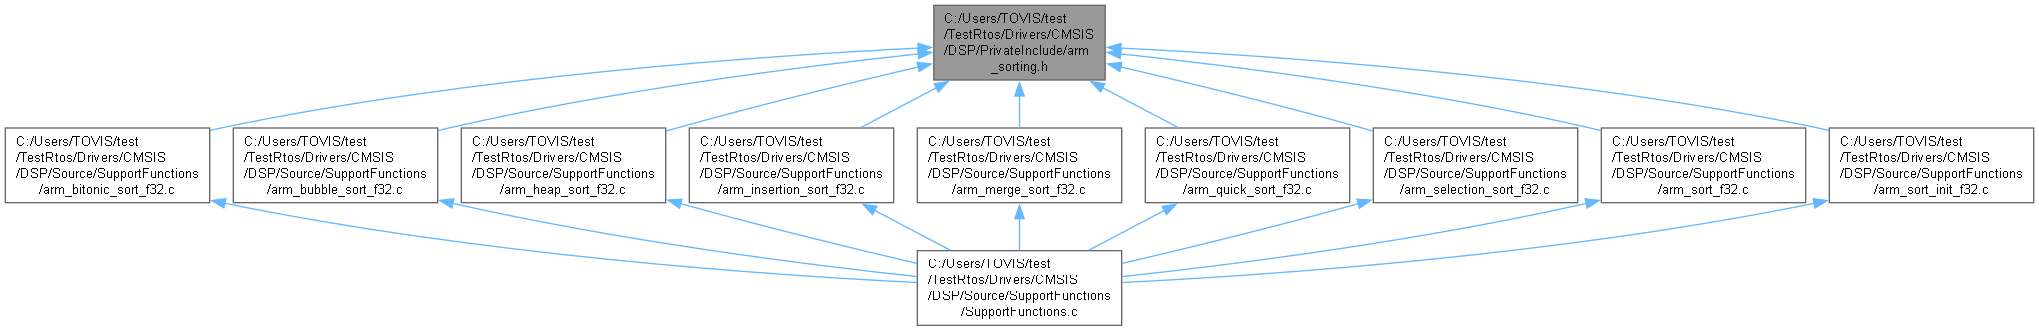 C:/Users/TOVIS/test
/TestRtos/Drivers/CMSIS
/DSP/PrivateInclude/arm
_sorting.h
C:/Users/TOVIS/test
/TestRtos/Drivers/CMSIS
/DSP/Source/SupportFunctions
/arm_bitonic_sort_f32.c
C:/Users/TOVIS/test
/TestRtos/Drivers/CMSIS
/DSP/Source/SupportFunctions
/arm_bubble_sort_f32.c
C:/Users/TOVIS/test
/TestRtos/Drivers/CMSIS
/DSP/Source/SupportFunctions
/arm_heap_sort_f32.c
C:/Users/TOVIS/test
/TestRtos/Drivers/CMSIS
/DSP/Source/SupportFunctions
/arm_insertion_sort_f32.c
C:/Users/TOVIS/test
/TestRtos/Drivers/CMSIS
/DSP/Source/SupportFunctions
/arm_merge_sort_f32.c
C:/Users/TOVIS/test
/TestRtos/Drivers/CMSIS
/DSP/Source/SupportFunctions
/arm_quick_sort_f32.c
C:/Users/TOVIS/test
/TestRtos/Drivers/CMSIS
/DSP/Source/SupportFunctions
/arm_selection_sort_f32.c
C:/Users/TOVIS/test
/TestRtos/Drivers/CMSIS
/DSP/Source/SupportFunctions
/arm_sort_f32.c
C:/Users/TOVIS/test
/TestRtos/Drivers/CMSIS
/DSP/Source/SupportFunctions
/arm_sort_init_f32.c
C:/Users/TOVIS/test
/TestRtos/Drivers/CMSIS
/DSP/Source/SupportFunctions
/SupportFunctions.c